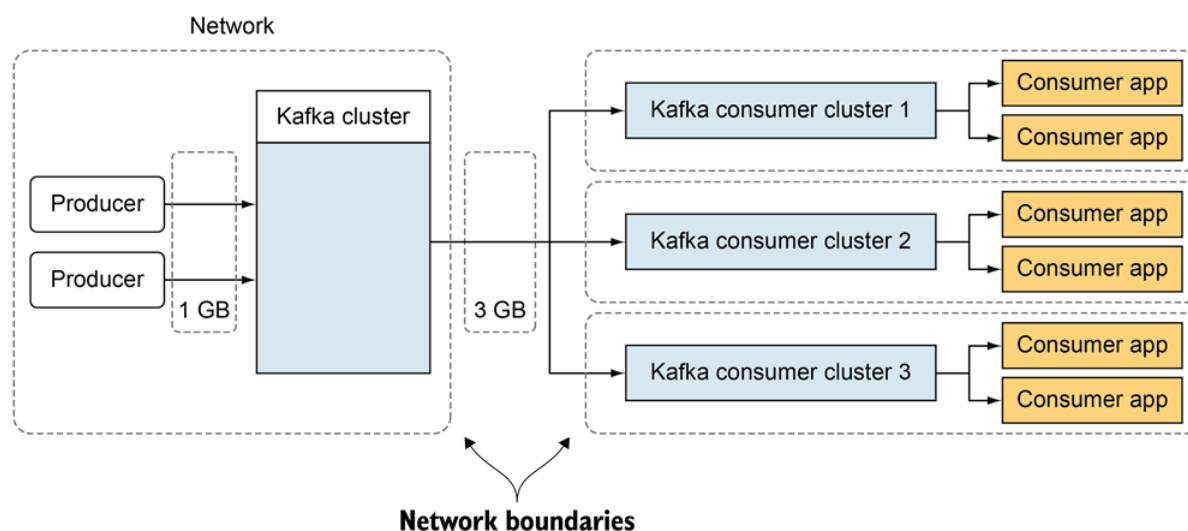 Network
Kafka cluster
Producer
Producer
1 GB
3 GB
Kafka consumer cluster 1
Consumer app
Consumer app
Kafka consumer cluster 2
Consumer app
Consumer app
Kafka consumer cluster 3
Consumer app
Consumer app
Network boundaries